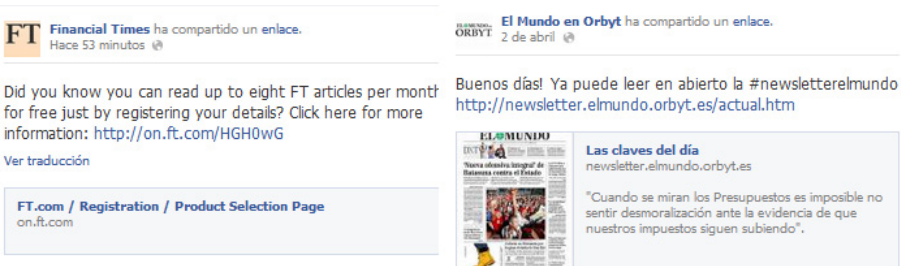 FT
Financial Times ha compartido un enlace.
Hace 53 minutos
Did you know you can read up to eight FT articles per month
for free just by registering your details? Click here for more
information: http://on.ft.com/HGH0wG
Ver traducción
FT.com / Registration / Product Selection Page
on.ft.com
ORBYT
El Mundo en Orbyt ha compartido un enlace.
2 de abril
Buenos días! Ya puede leer en abierto la #newsletterelmundo
http://newsletter.elmundo.orbyt.es/actual.htm
EL MUNDO
'Nueva ofensiva integral' de
Batasuna contra el Estado
Las claves del día
newsletter.elmundo.orbyt.es
"Cuando se miran los Presupuestos es imposible no
sentir desmoralización ante la evidencia de que
nuestros impuestos siguen subiendo".